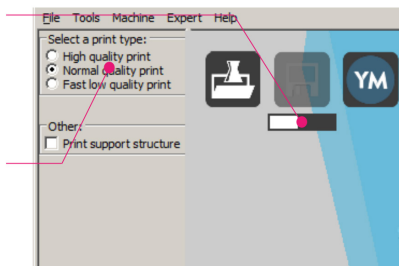 File Tools Machine Expert Help
Select a print type:
High quality print
Normal quality print
Fast low quality print
YM
Other:
Print support structure